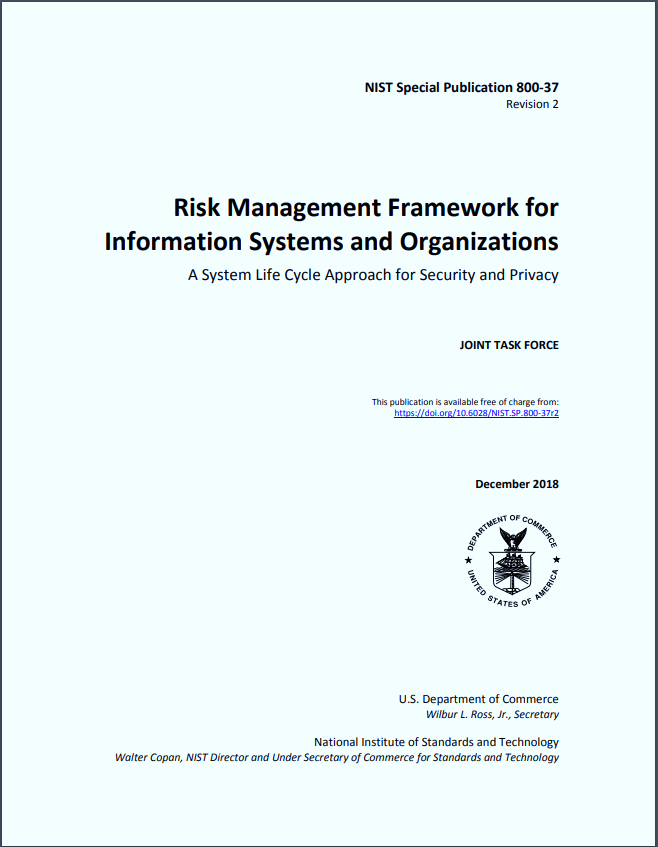 NIST Special Publication 800-37
Revision 2
Risk Management Framework for
Information Systems and Organizations
A System Life Cycle Approach for Security and Privacy
JOINT TASK FORCE
This publication is available free of charge from:
https://doi.org/10.6028/NIST.SP.800-37r2
December 2018
DEPARTMENT OF COMMERCE
UNITED STATES OF AMERICA
U.S. Department of Commerce
Wilbur L. Ross, Jr., Secretary
National Institute of Standards and Technology
Walter Copan, NIST Director and Under Secretary of Commerce for Standards and Technology